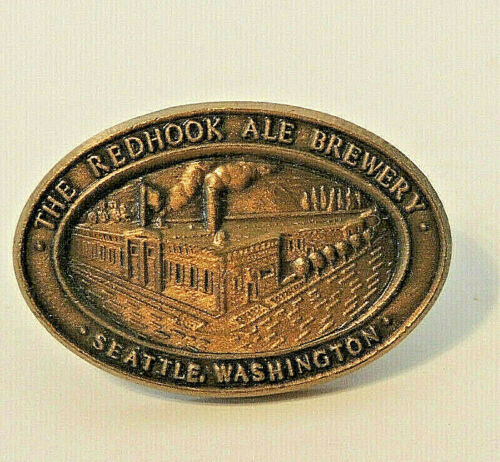 · THE REDHOOK ALE BREWERY ·
· SEATTLE, WASHINGTON ·